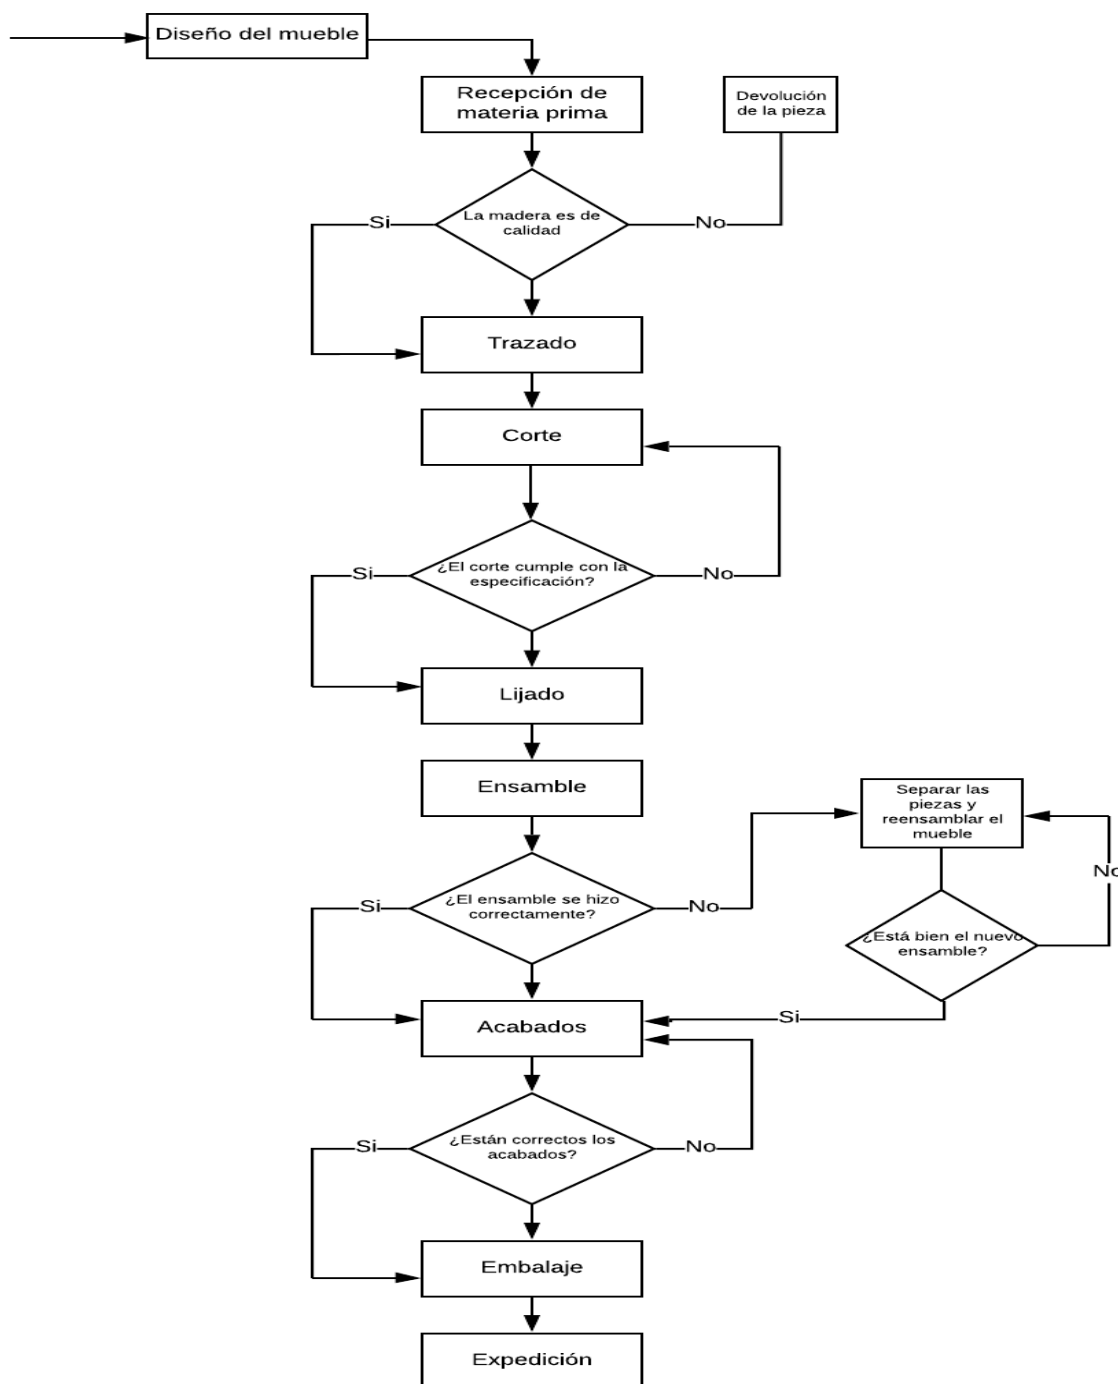 Diseño del mueble
Recepción de
materia prima
Devolución
de la pieza
La madera es de
calidad
Si
No
Trazado
Corte
¿El corte cumple con la
especificación?
Si
No
Lijado
Ensamble
Separar las
piezas y
reensamblar el
mueble
No
¿El ensamble se hizo
correctamente?
Si
No
¿Está bien el nuevo
ensamble?
Si
Acabados
¿Están correctos los
acabados?
Si
No
Embalaje
Expedición